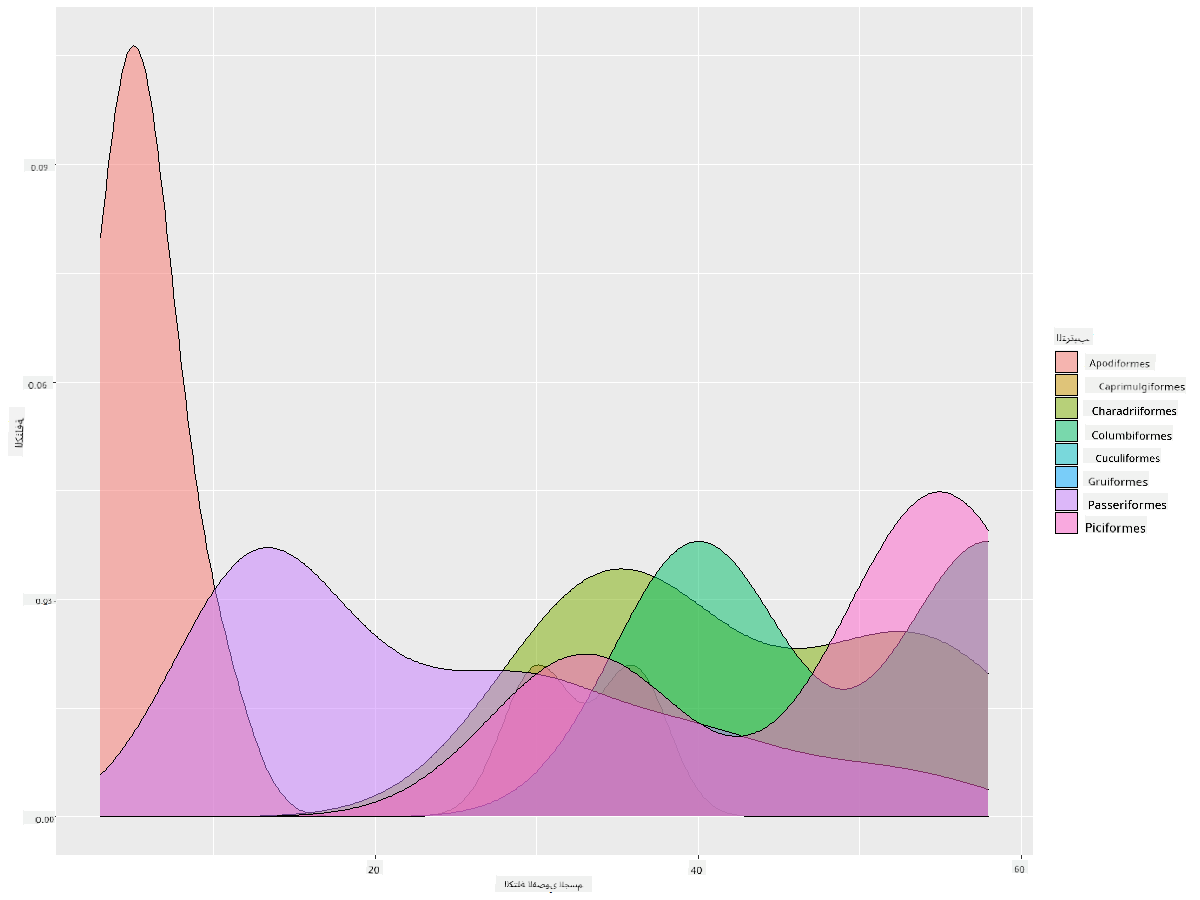 0.09
0.06
0.03
0.00
20
40
60
Apodiformes
Caprimulgiformes
Charadriiformes
Columbiformes
Cuculiformes
Gruiformes
Passeriformes
Piciformes